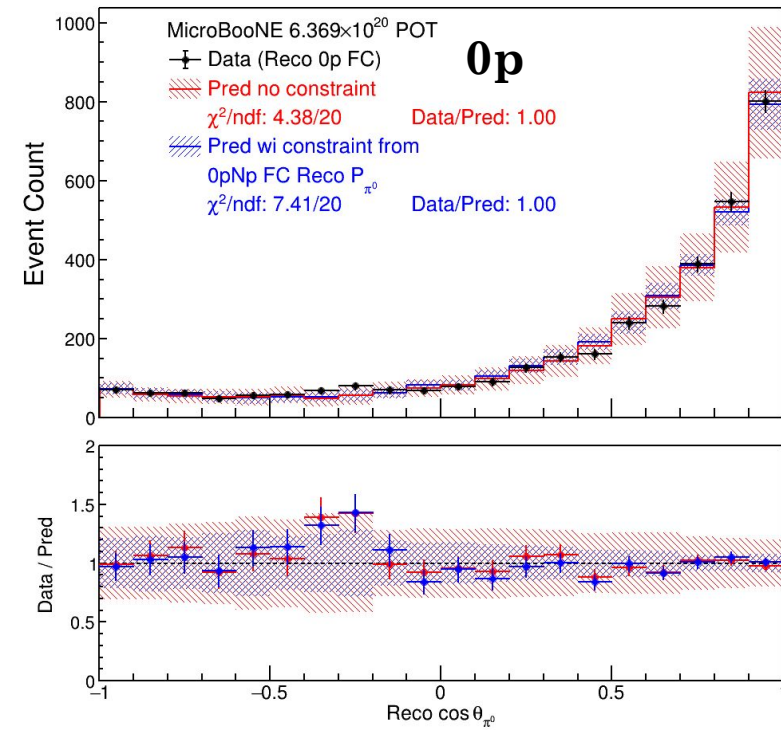 MicroBooNE 6.369×10²⁰ POT
0p
Data (Reco 0p FC)
Pred no constraint
χ²/ndf: 4.38/20 Data/Pred: 1.00
Pred wi constraint from
0pNp FC Reco P_π⁰
χ²/ndf: 7.41/20 Data/Pred: 1.00
Event Count
1000
800
600
400
200
0
Data / Pred
2
1.5
1
0.5
0
−1
−0.5
0
0.5
1
Reco cos θ_π⁰